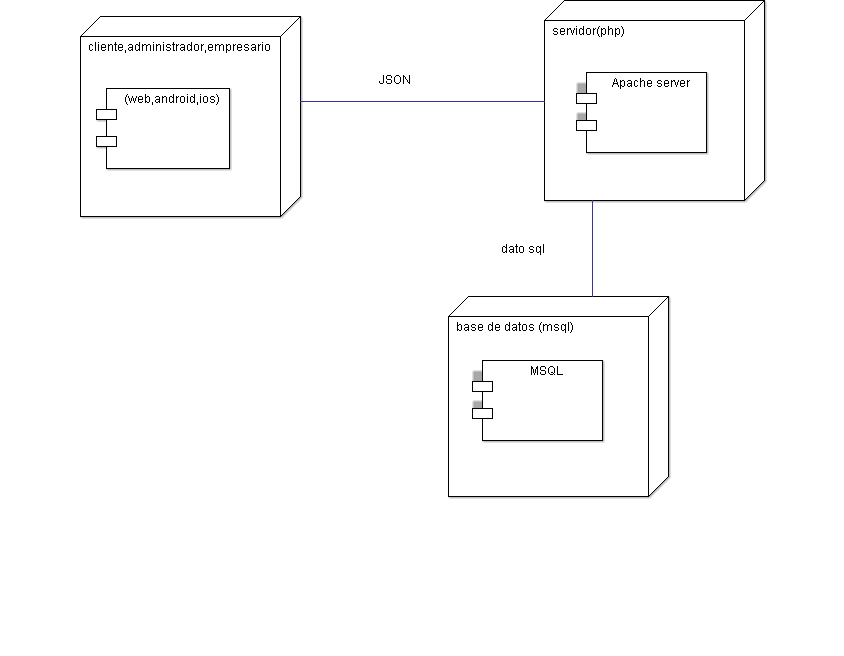 cliente,administrador,empresario
(web,android,ios)
JSON
servidor(php)
Apache server
dato sql
base de datos (msql)
MSQL